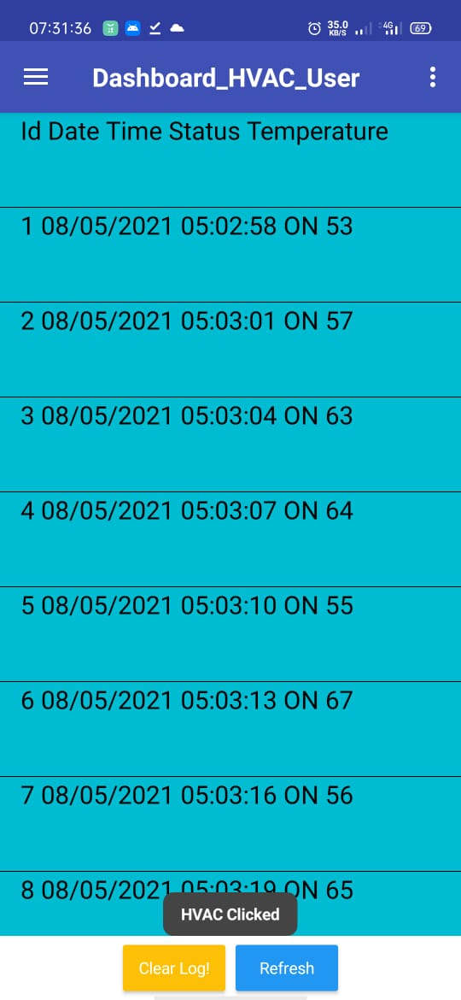 07:31:36 35.0 KB/S 4G 69
Dashboard_HVAC_User
Id Date Time Status Temperature
1 08/05/2021 05:02:58 ON 53
2 08/05/2021 05:03:01 ON 57
3 08/05/2021 05:03:04 ON 63
4 08/05/2021 05:03:07 ON 64
5 08/05/2021 05:03:10 ON 55
6 08/05/2021 05:03:13 ON 67
7 08/05/2021 05:03:16 ON 56
8 08/05/2021 05:03:19 ON 65
HVAC Clicked
Clear Log! Refresh